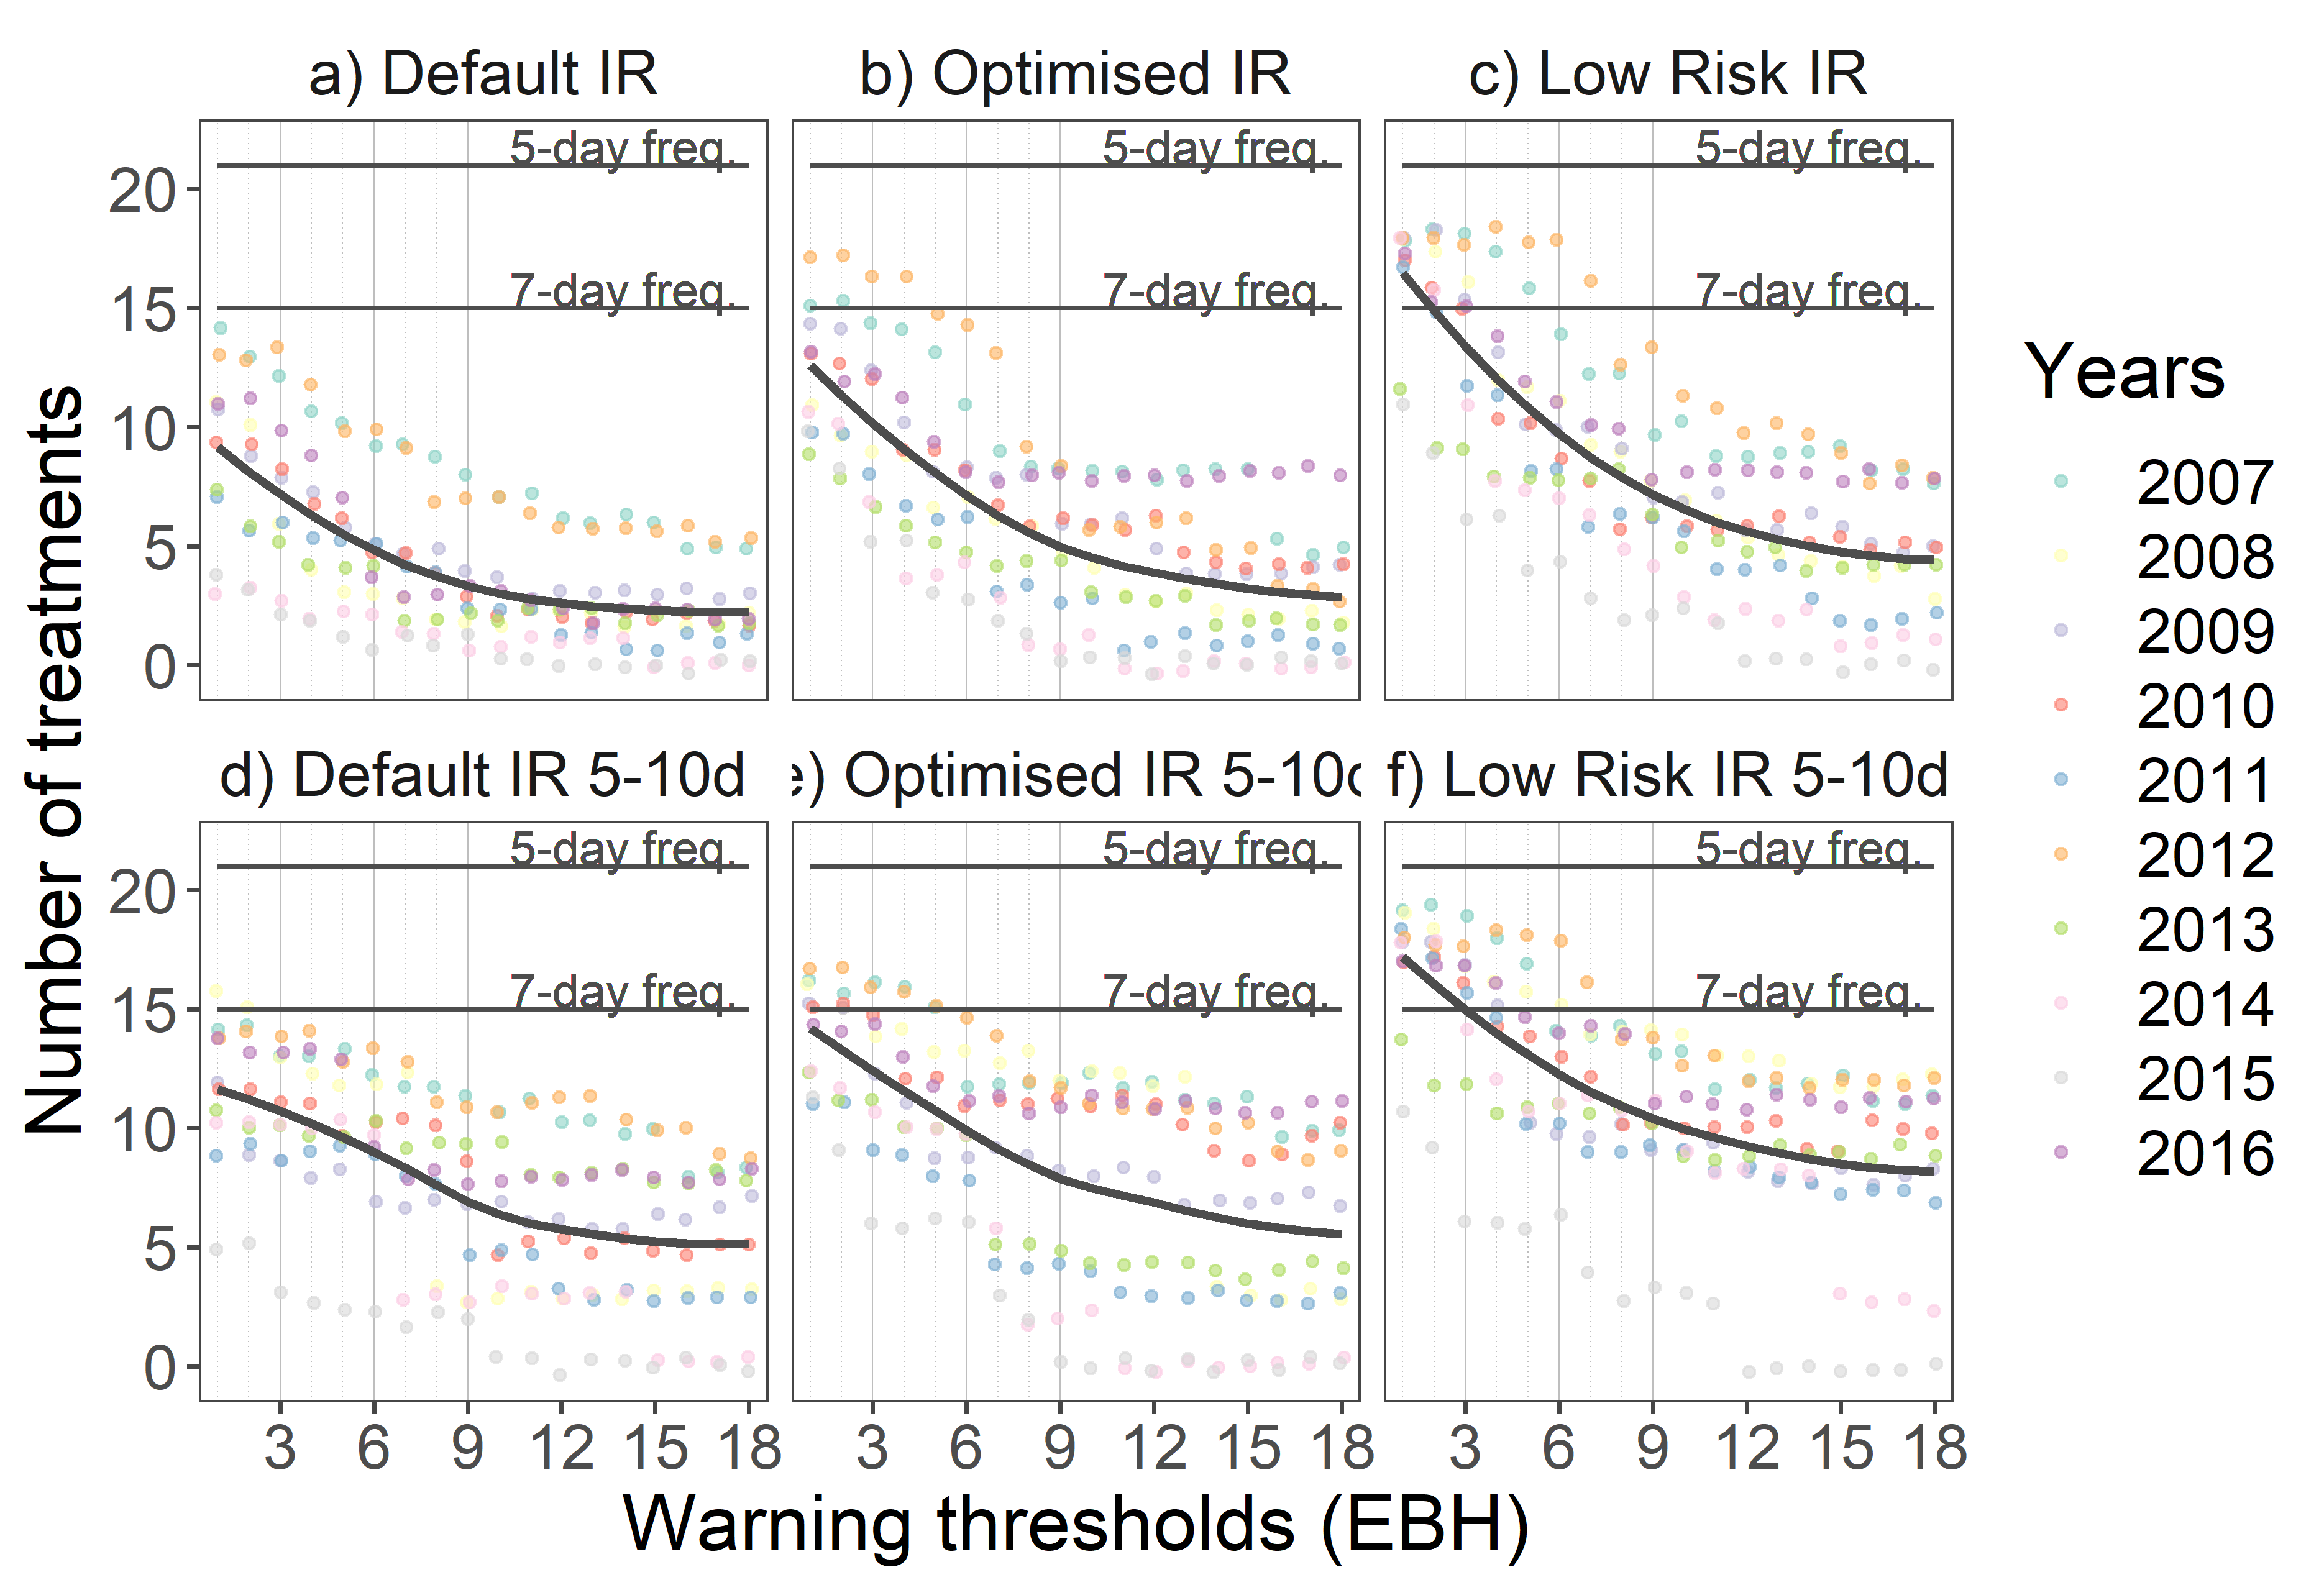 a) Default IR
b) Optimised IR
c) Low Risk IR
5-day freq.
5-day freq.
5-day freq.
7-day freq.
7-day freq.
7-day freq.
20
15
10
5
0
Number of treatments
d) Default IR 5-10d
e) Optimised IR 5-10d
f) Low Risk IR 5-10d
5-day freq.
5-day freq.
5-day freq.
7-day freq.
7-day freq.
7-day freq.
20
15
10
5
0
3 6 9 12 15 18
3 6 9 12 15 18
3 6 9 12 15 18
Warning thresholds (EBH)
Years
2007
2008
2009
2010
2011
2012
2013
2014
2015
2016